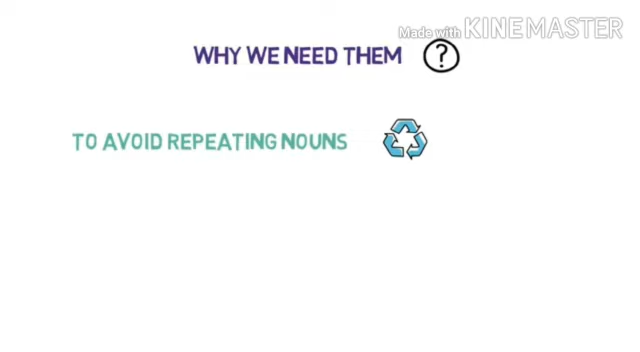 Made with KINEMASTER
WHY WE NEED THEM ?
TO AVOID REPEATING NOUNS